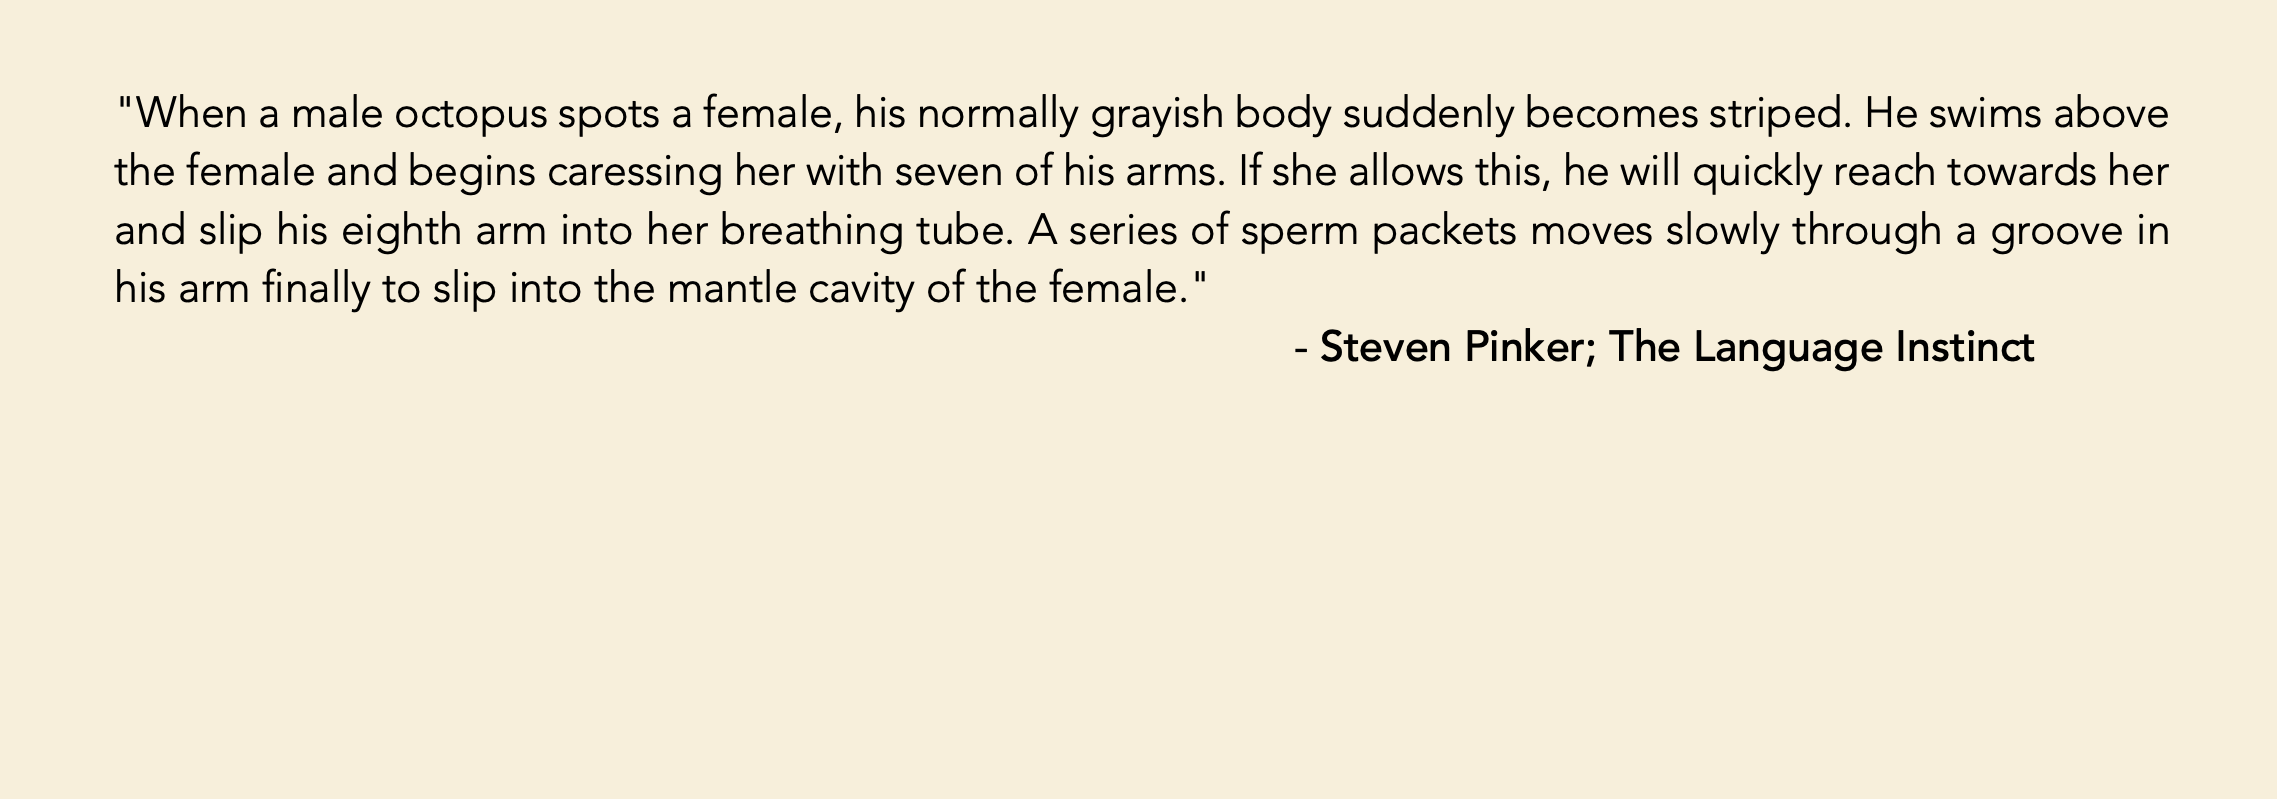 "When a male octopus spots a female, his normally grayish body suddenly becomes striped. He swims above
the female and begins caressing her with seven of his arms. If she allows this, he will quickly reach towards her
and slip his eighth arm into her breathing tube. A series of sperm packets moves slowly through a groove in
his arm finally to slip into the mantle cavity of the female."
- Steven Pinker; The Language Instinct